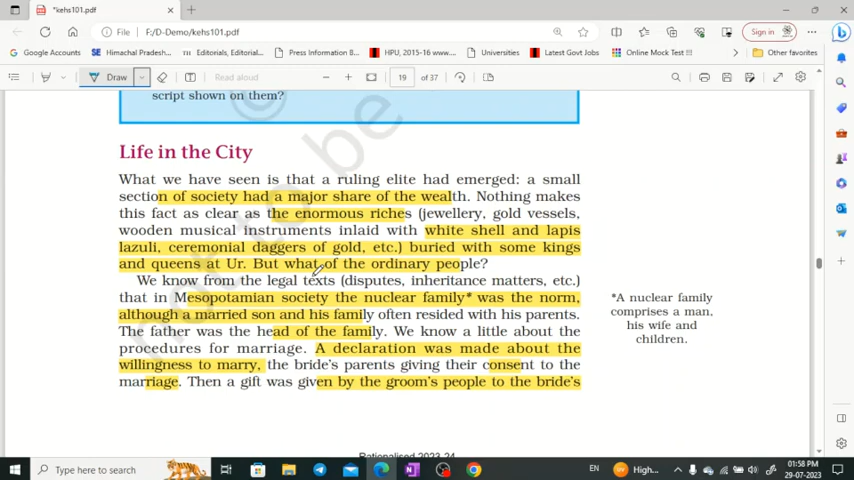 *kehs101.pdf
File
F:/D-Demo/kehs101.pdf
Sign in
Google Accounts
Himachal Pradesh...
Editorials, Editorial...
Press Information B...
HPU, 2015-16 www....
Universities
Latest Govt Jobs
Online Mock Test !!!
Other favorites
Draw
Read aloud
19 of 37
script shown on them?
Life in the City
What we have seen is that a ruling elite had emerged: a small
section of society had a major share of the wealth. Nothing makes
this fact as clear as the enormous riches (jewellery, gold vessels,
wooden musical instruments inlaid with white shell and lapis
lazuli, ceremonial daggers of gold, etc.) buried with some kings
and queens at Ur. But what of the ordinary people?
We know from the legal texts (disputes, inheritance matters, etc.)
that in Mesopotamian society the nuclear family* was the norm,
although a married son and his family often resided with his parents.
The father was the head of the family. We know a little about the
procedures for marriage. A declaration was made about the
willingness to marry, the bride's parents giving their consent to the
marriage. Then a gift was given by the groom's people to the bride's
*A nuclear family
comprises a man,
his wife and
children.
not to be
Rationalised 2023-24
Type here to search
EN
High...
01:58 PM
29-07-2023